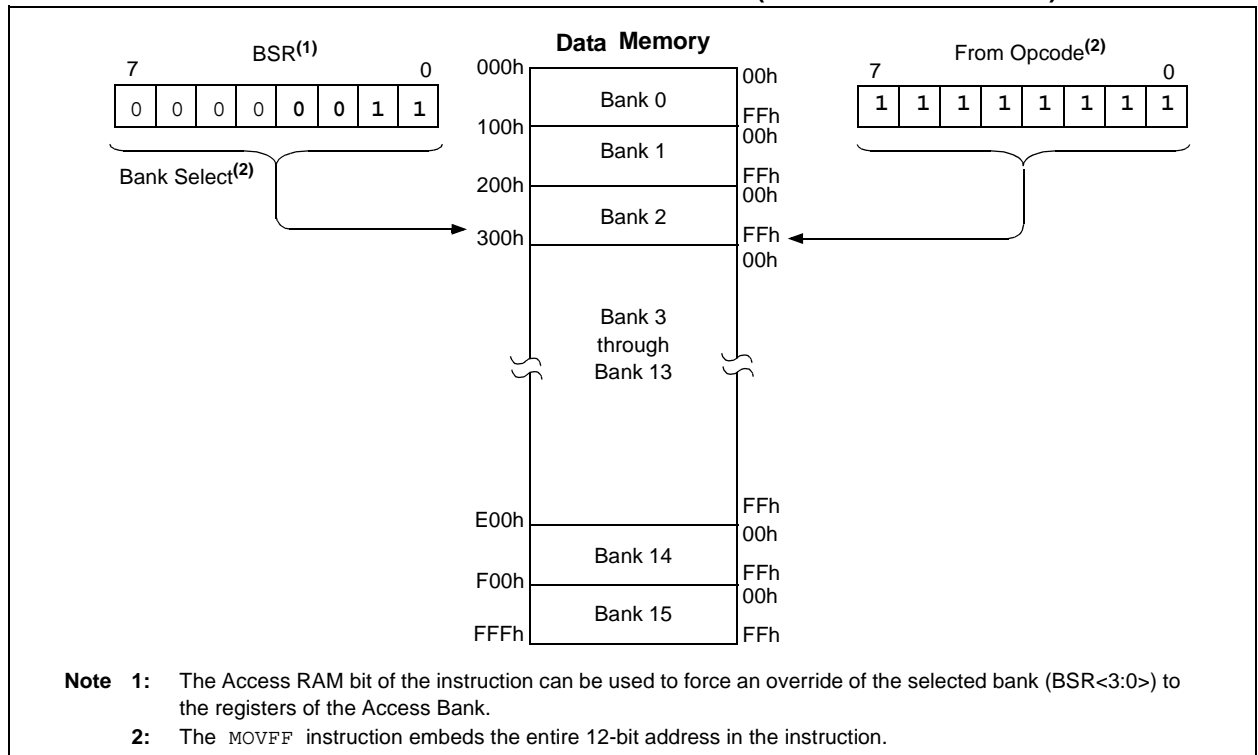 Data Memory
BSR(1)
7 0
0 0 0 0 0 0 1 1
Bank Select(2)
From Opcode(2)
7 0
1 1 1 1 1 1 1 1
000h
00h
Bank 0
FFh
100h
00h
Bank 1
FFh
200h
00h
Bank 2
FFh
300h
00h
Bank 3
through
Bank 13
FFh
E00h
00h
Bank 14
FFh
F00h
00h
Bank 15
FFFh
FFh
Note 1: The Access RAM bit of the instruction can be used to force an override of the selected bank (BSR<3:0>) to
the registers of the Access Bank.
2: The MOVFF instruction embeds the entire 12-bit address in the instruction.